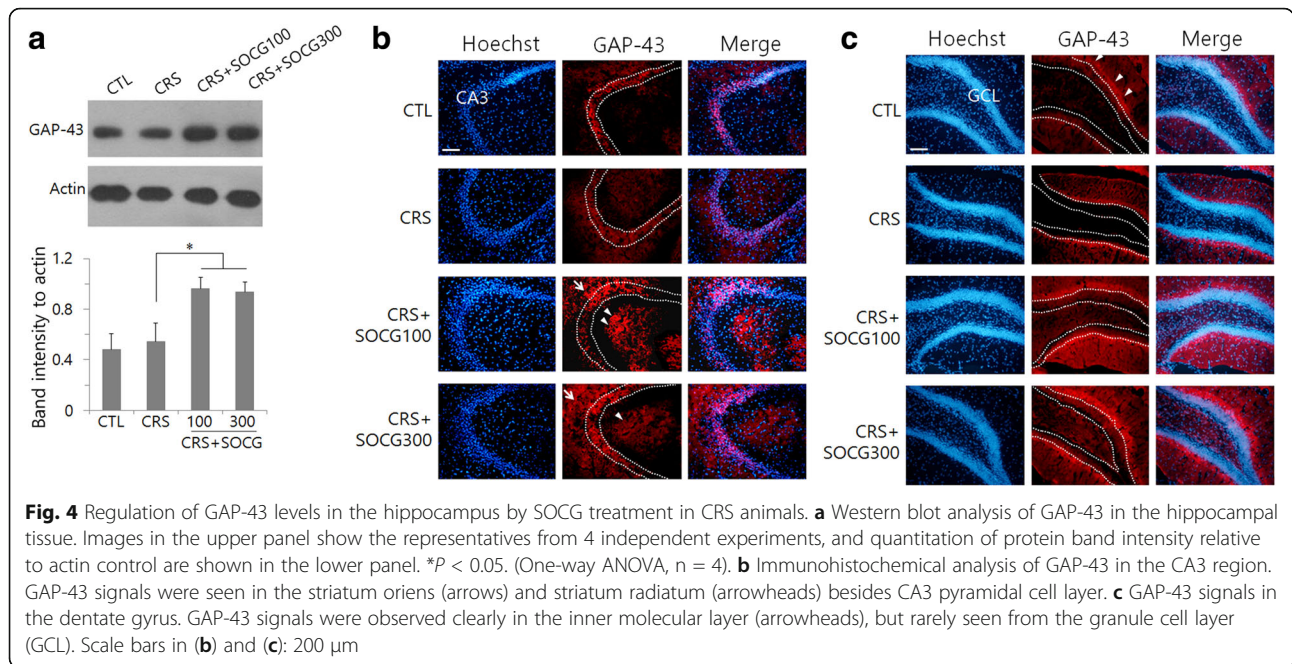 a
CTL
CRS
CRS+SOCG100
CRS+SOCG300
GAP-43
Actin
*
Band intensity to actin
1.2
0.8
0.4
0
CTL CRS 100 300
CRS+SOCG
b
Hoechst GAP-43 Merge
CTL
CA3
CRS
CRS+
SOCG100
CRS+
SOCG300
c
Hoechst GAP-43 Merge
CTL
GCL
CRS
CRS+
SOCG100
CRS+
SOCG300
Fig. 4 Regulation of GAP-43 levels in the hippocampus by SOCG treatment in CRS animals. a Western blot analysis of GAP-43 in the hippocampal
tissue. Images in the upper panel show the representatives from 4 independent experiments, and quantitation of protein band intensity relative
to actin control are shown in the lower panel. *P < 0.05. (One-way ANOVA, n = 4). b Immunohistochemical analysis of GAP-43 in the CA3 region.
GAP-43 signals were seen in the striatum oriens (arrows) and striatum radiatum (arrowheads) besides CA3 pyramidal cell layer. c GAP-43 signals in
the dentate gyrus. GAP-43 signals were observed clearly in the inner molecular layer (arrowheads), but rarely seen from the granule cell layer
(GCL). Scale bars in (b) and (c): 200 μm